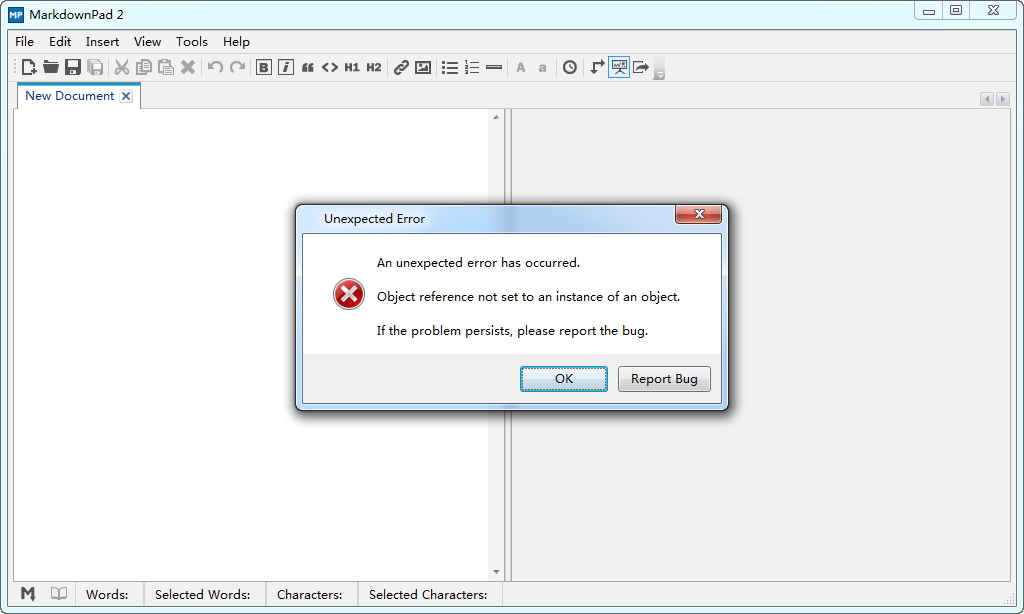 MP MarkdownPad 2
File Edit Insert View Tools Help
B i “ <> H1 H2 A a
New Document
Unexpected Error
An unexpected error has occurred.
Object reference not set to an instance of an object.
If the problem persists, please report the bug.
OK Report Bug
M Words: Selected Words: Characters: Selected Characters: